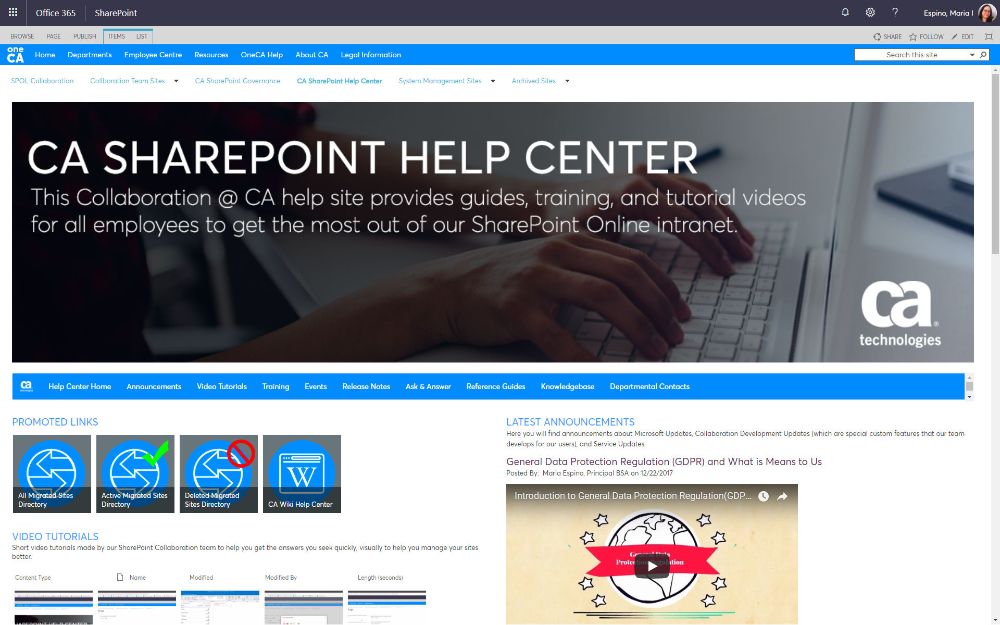 Office 365
SharePoint
Espino, Maria I
BROWSE
PAGE
PUBLISH
ITEMS
LIST
SHARE
FOLLOW
EDIT
one
CA
Home
Departments
Employee Centre
Resources
OneCA Help
About CA
Legal Information
Search this site
SPOL Collaboration
Collboration Team Sites
CA SharePoint Governance
CA SharePoint Help Center
System Management Sites
Archived Sites
CA SHAREPOINT HELP CENTER
This Collaboration @ CA help site provides guides, training, and tutorial videos
for all employees to get the most out of our SharePoint Online intranet.
ca
technologies
ca
technologies
Help Center Home
Announcements
Video Tutorials
Training
Events
Release Notes
Ask & Answer
Reference Guides
Knowledgebase
Departmental Contacts
PROMOTED LINKS
All Migrated Sites
Directory
Active Migrated Sites
Directory
Deleted Migrated
Sites Directory
W
CA Wiki Help Center
VIDEO TUTORIALS
Short video tutorials made by our SharePoint Collaboration team to help you get the answers you seek quickly, visually to help you manage your sites
better.
Content Type
Name
Modified
Modified By
Length (seconds)
LATEST ANNOUNCEMENTS
Here you will find announcements about Microsoft Updates, Collaboration Development Updates (which are special custom features that our team
develops for our users), and Service Updates.
General Data Protection Regulation (GDPR) and What is Means to Us
Posted By: Maria Espino, Principal BSA on 12/22/2017
Introduction to General Data Protection Regulation(GDP...
General Data
Protection Regulation